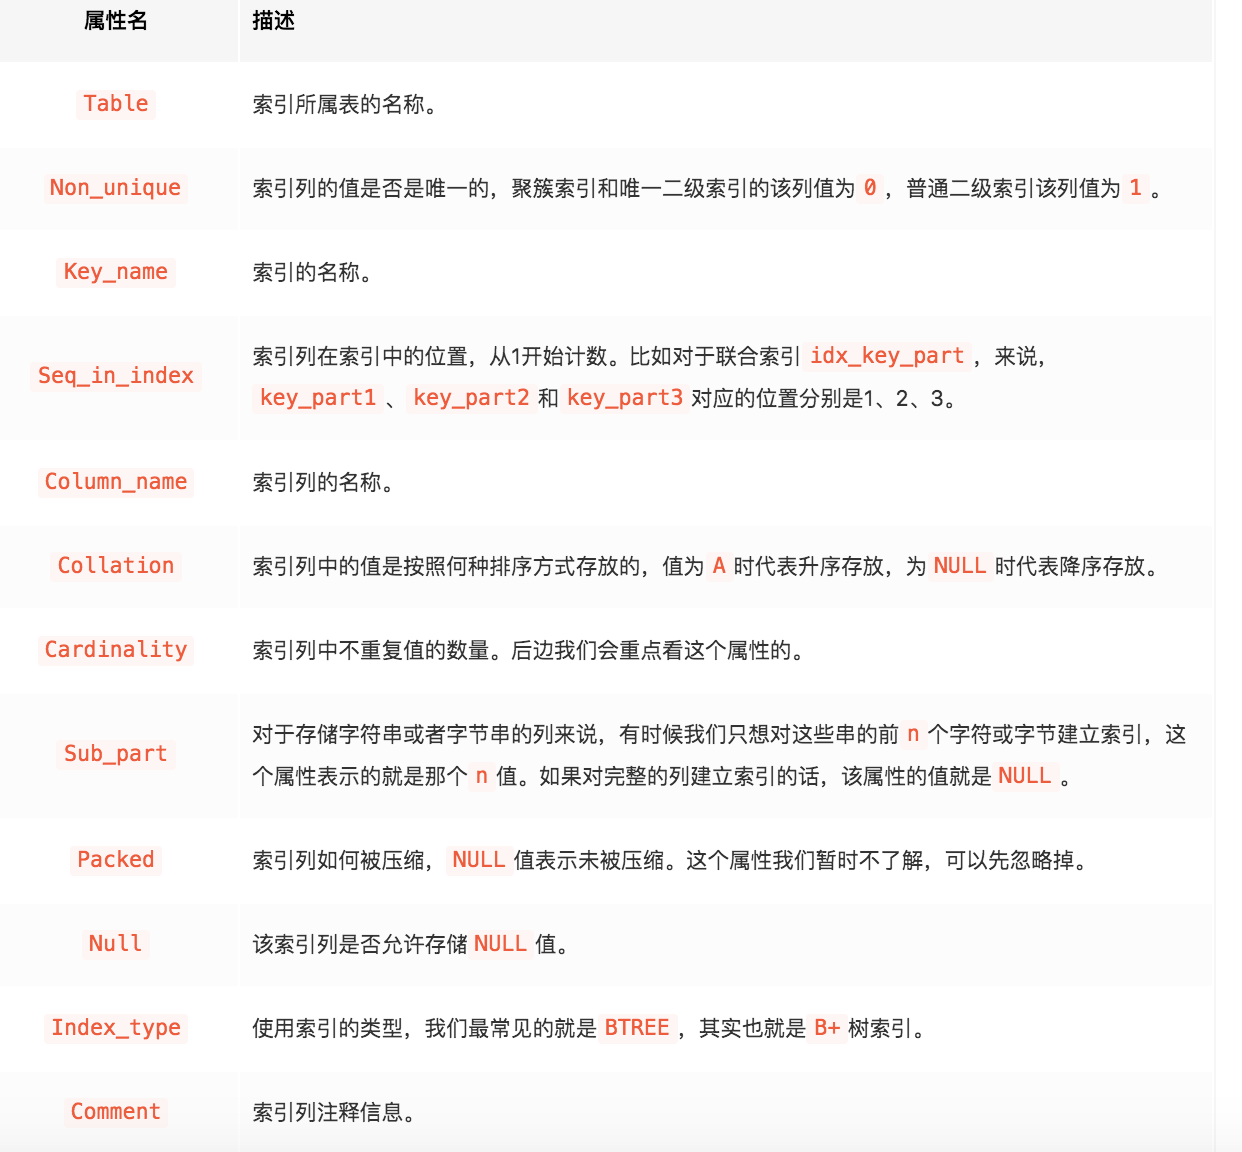 属性名 描述
Table 索引所属表的名称。
Non_unique 索引列的值是否是唯一的，聚簇索引和唯一二级索引的该列值为 0 ，普通二级索引该列值为 1 。
Key_name 索引的名称。
索引列在索引中的位置，从1开始计数。比如对于联合索引 idx_key_part ，来说，
Seq_in_index
key_part1 、 key_part2 和 key_part3 对应的位置分别是1、2、3。
Column_name 索引列的名称。
Collation 索引列中的值是按照何种排序方式存放的，值为 A 时代表升序存放，为 NULL 时代表降序存放。
Cardinality 索引列中不重复值的数量。后边我们会重点看这个属性的。
对于存储字符串或者字节串的列来说，有时候我们只想对这些串的前 n 个字符或字节建立索引，这
Sub_part
个属性表示的就是那个 n 值。如果对完整的列建立索引的话，该属性的值就是 NULL 。
Packed 索引列如何被压缩， NULL 值表示未被压缩。这个属性我们暂时不了解，可以先忽略掉。
Null 该索引列是否允许存储 NULL 值。
Index_type 使用索引的类型，我们最常见的就是 BTREE ，其实也就是 B+ 树索引。
Comment 索引列注释信息。